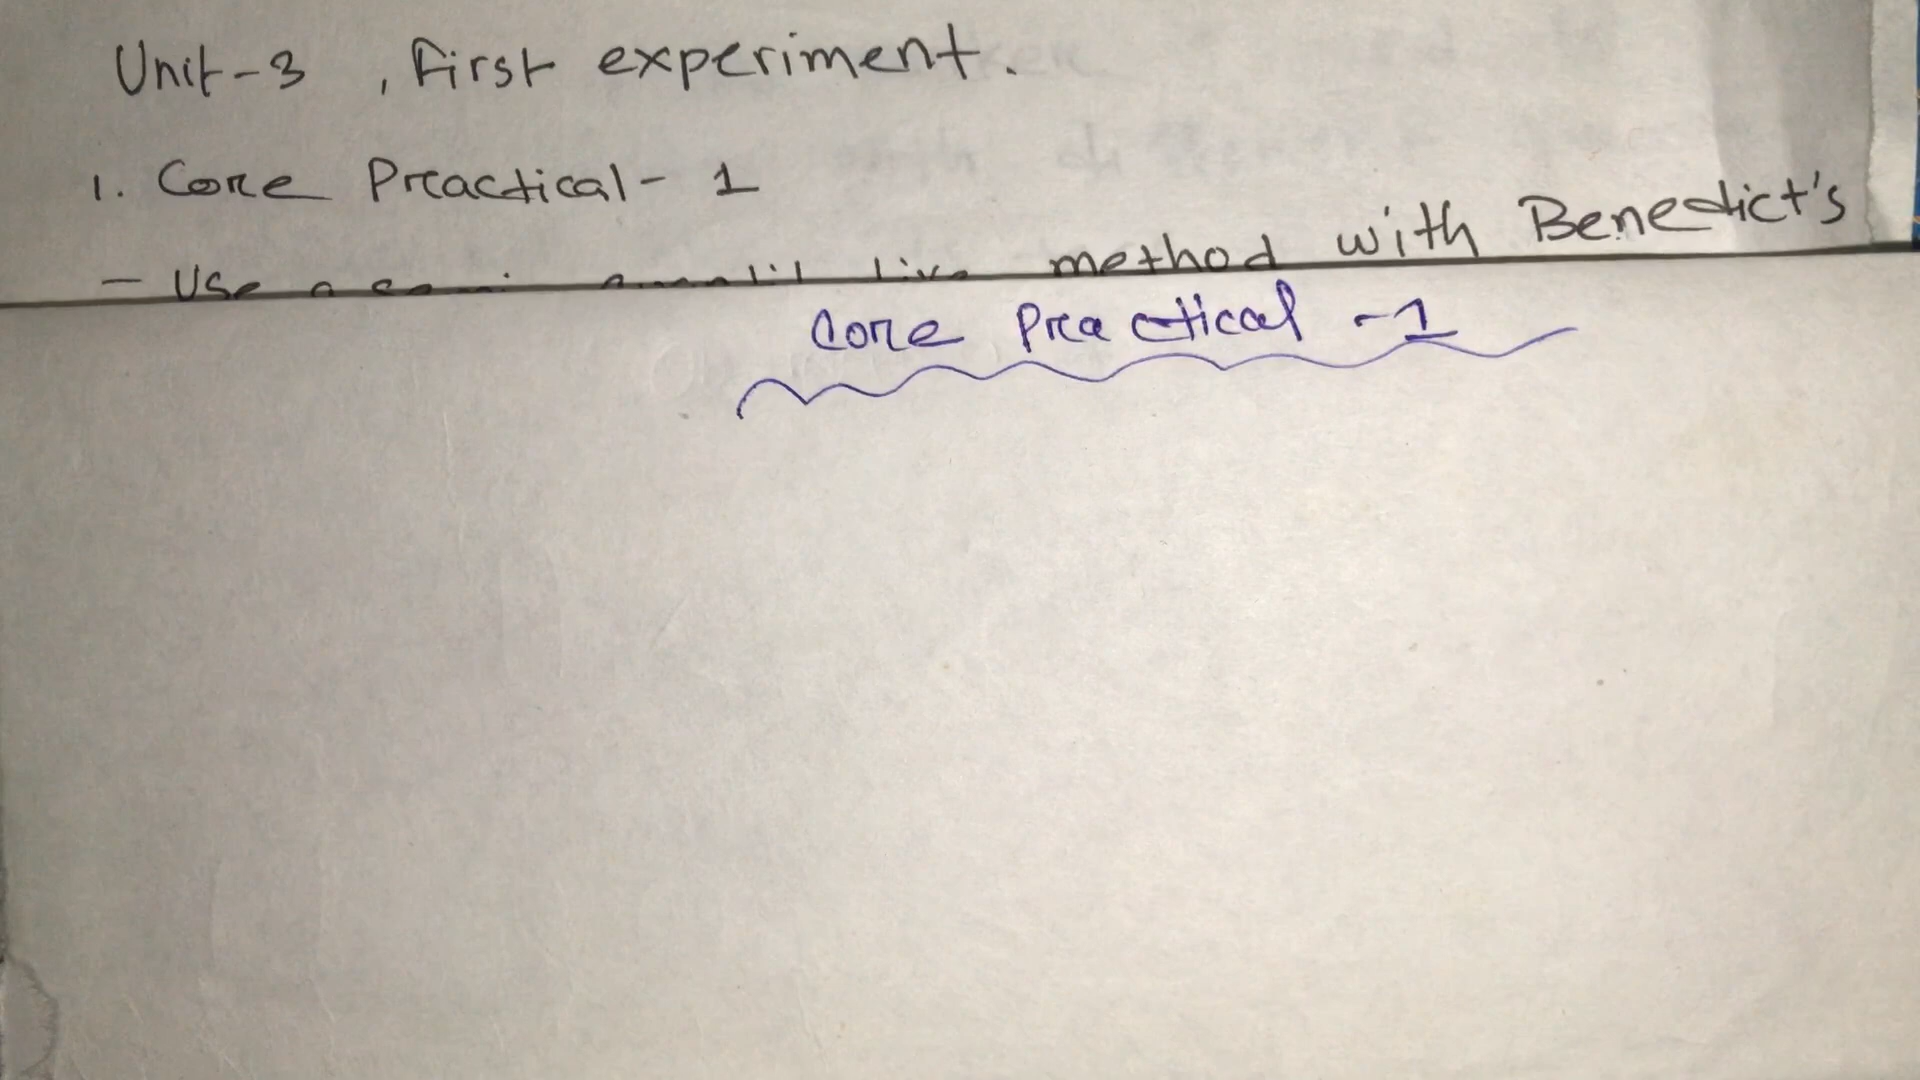 Unit-3, first experiment.
1. Core Practical- 1
- Use a method with Benedict's
Core Practical -1